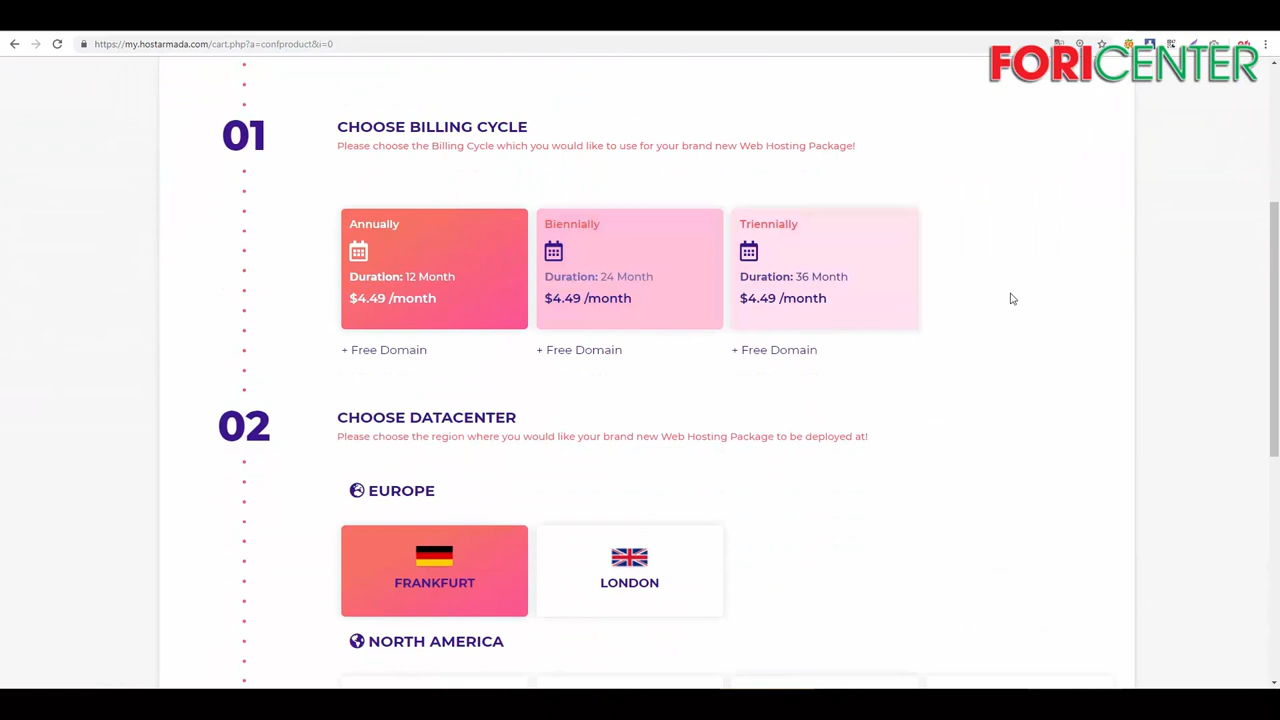 https://my.hostarmada.com/cart.php?a=confproduct&i=0
FORICENTER
01
CHOOSE BILLING CYCLE
Please choose the Billing Cycle which you would like to use for your brand new Web Hosting Package!
Annually
Duration: 12 Month
$4.49 /month
+ Free Domain
Biennially
Duration: 24 Month
$4.49 /month
+ Free Domain
Triennially
Duration: 36 Month
$4.49 /month
+ Free Domain
02
CHOOSE DATACENTER
Please choose the region where you would like your brand new Web Hosting Package to be deployed at!
EUROPE
FRANKFURT
LONDON
NORTH AMERICA